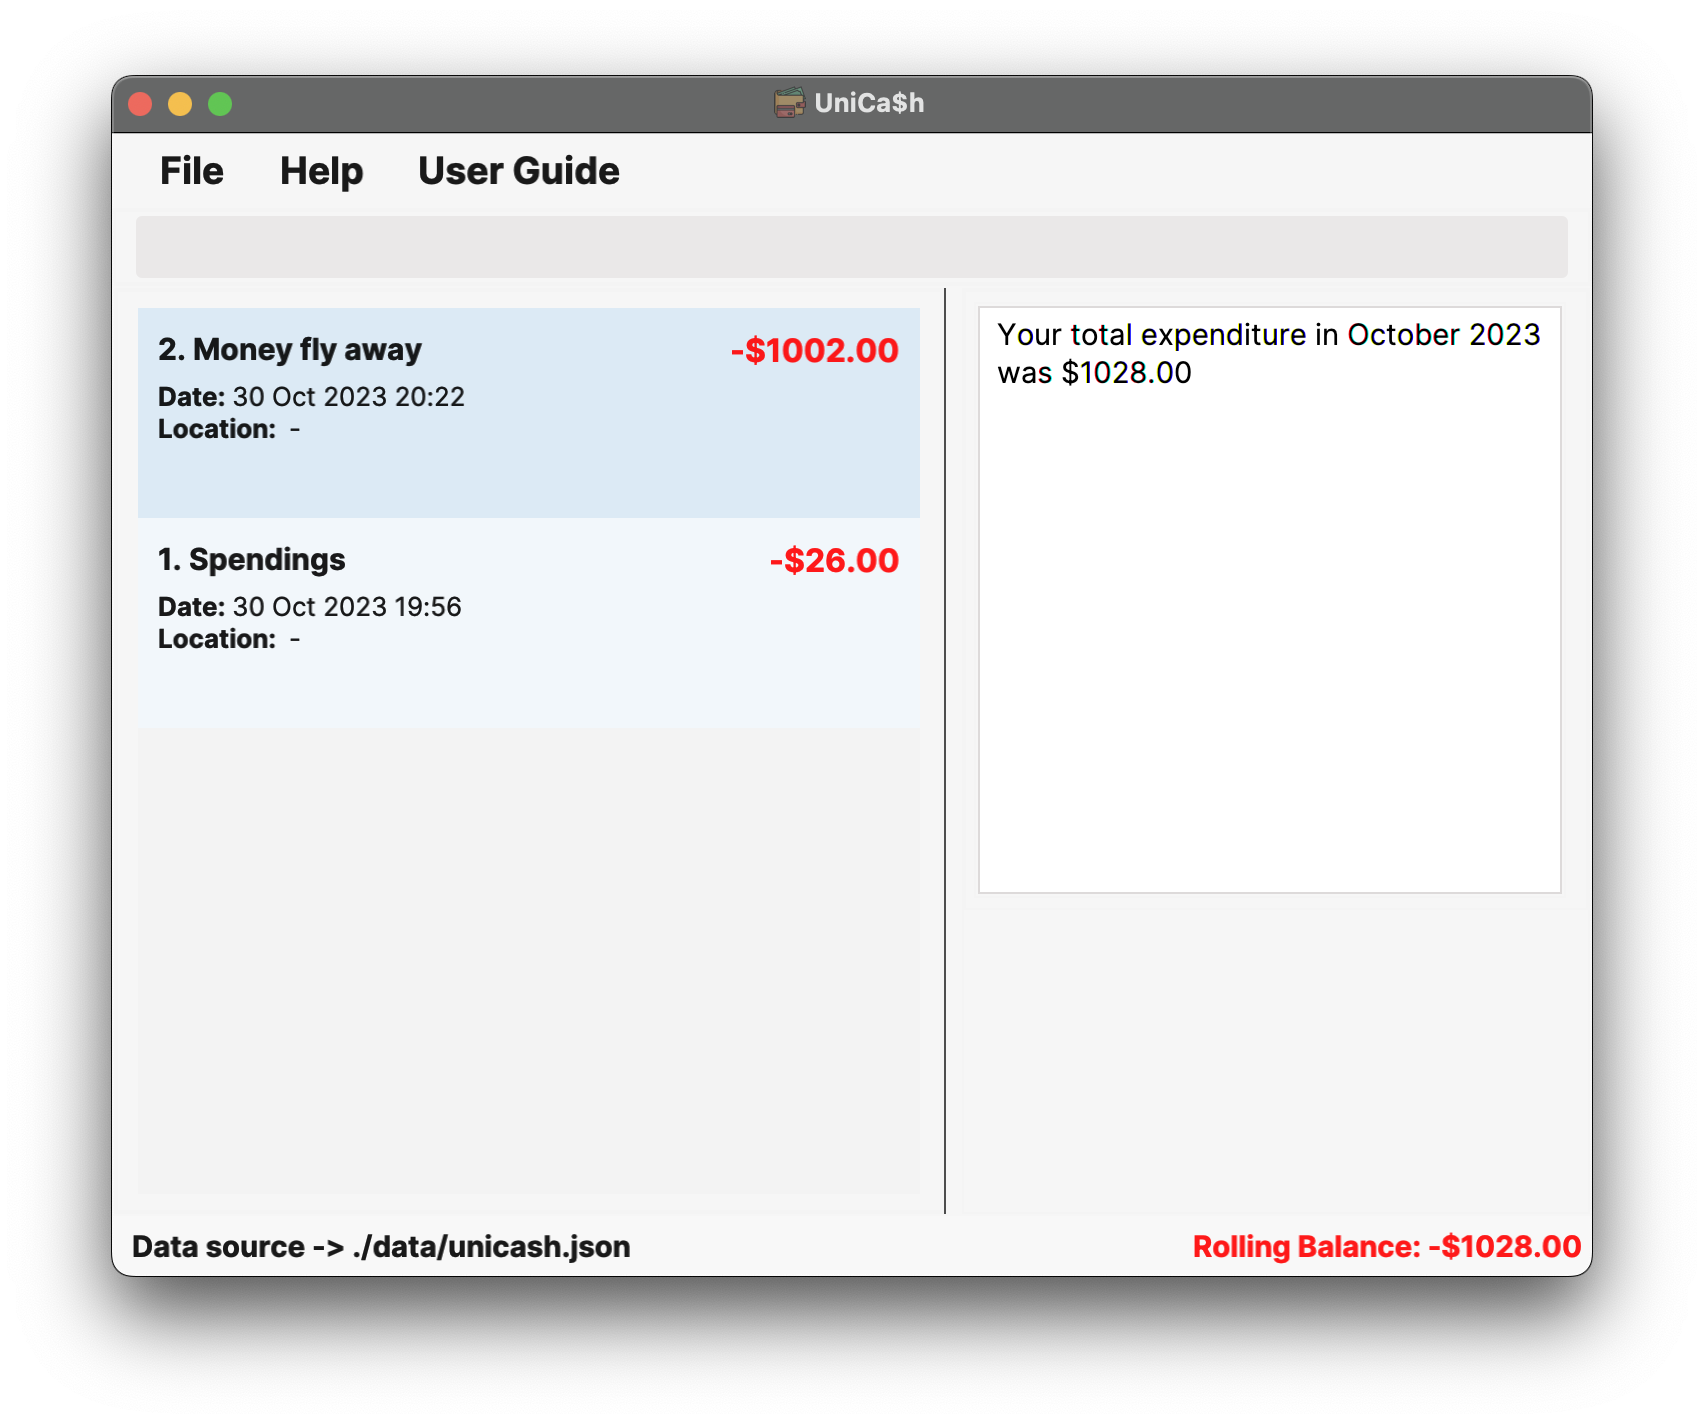 UniCa$h
File Help User Guide
2. Money fly away -$1002.00
Date: 30 Oct 2023 20:22
Location: -
1. Spendings -$26.00
Date: 30 Oct 2023 19:56
Location: -
Your total expenditure in October 2023
was $1028.00
Data source -> ./data/unicash.json
Rolling Balance: -$1028.00